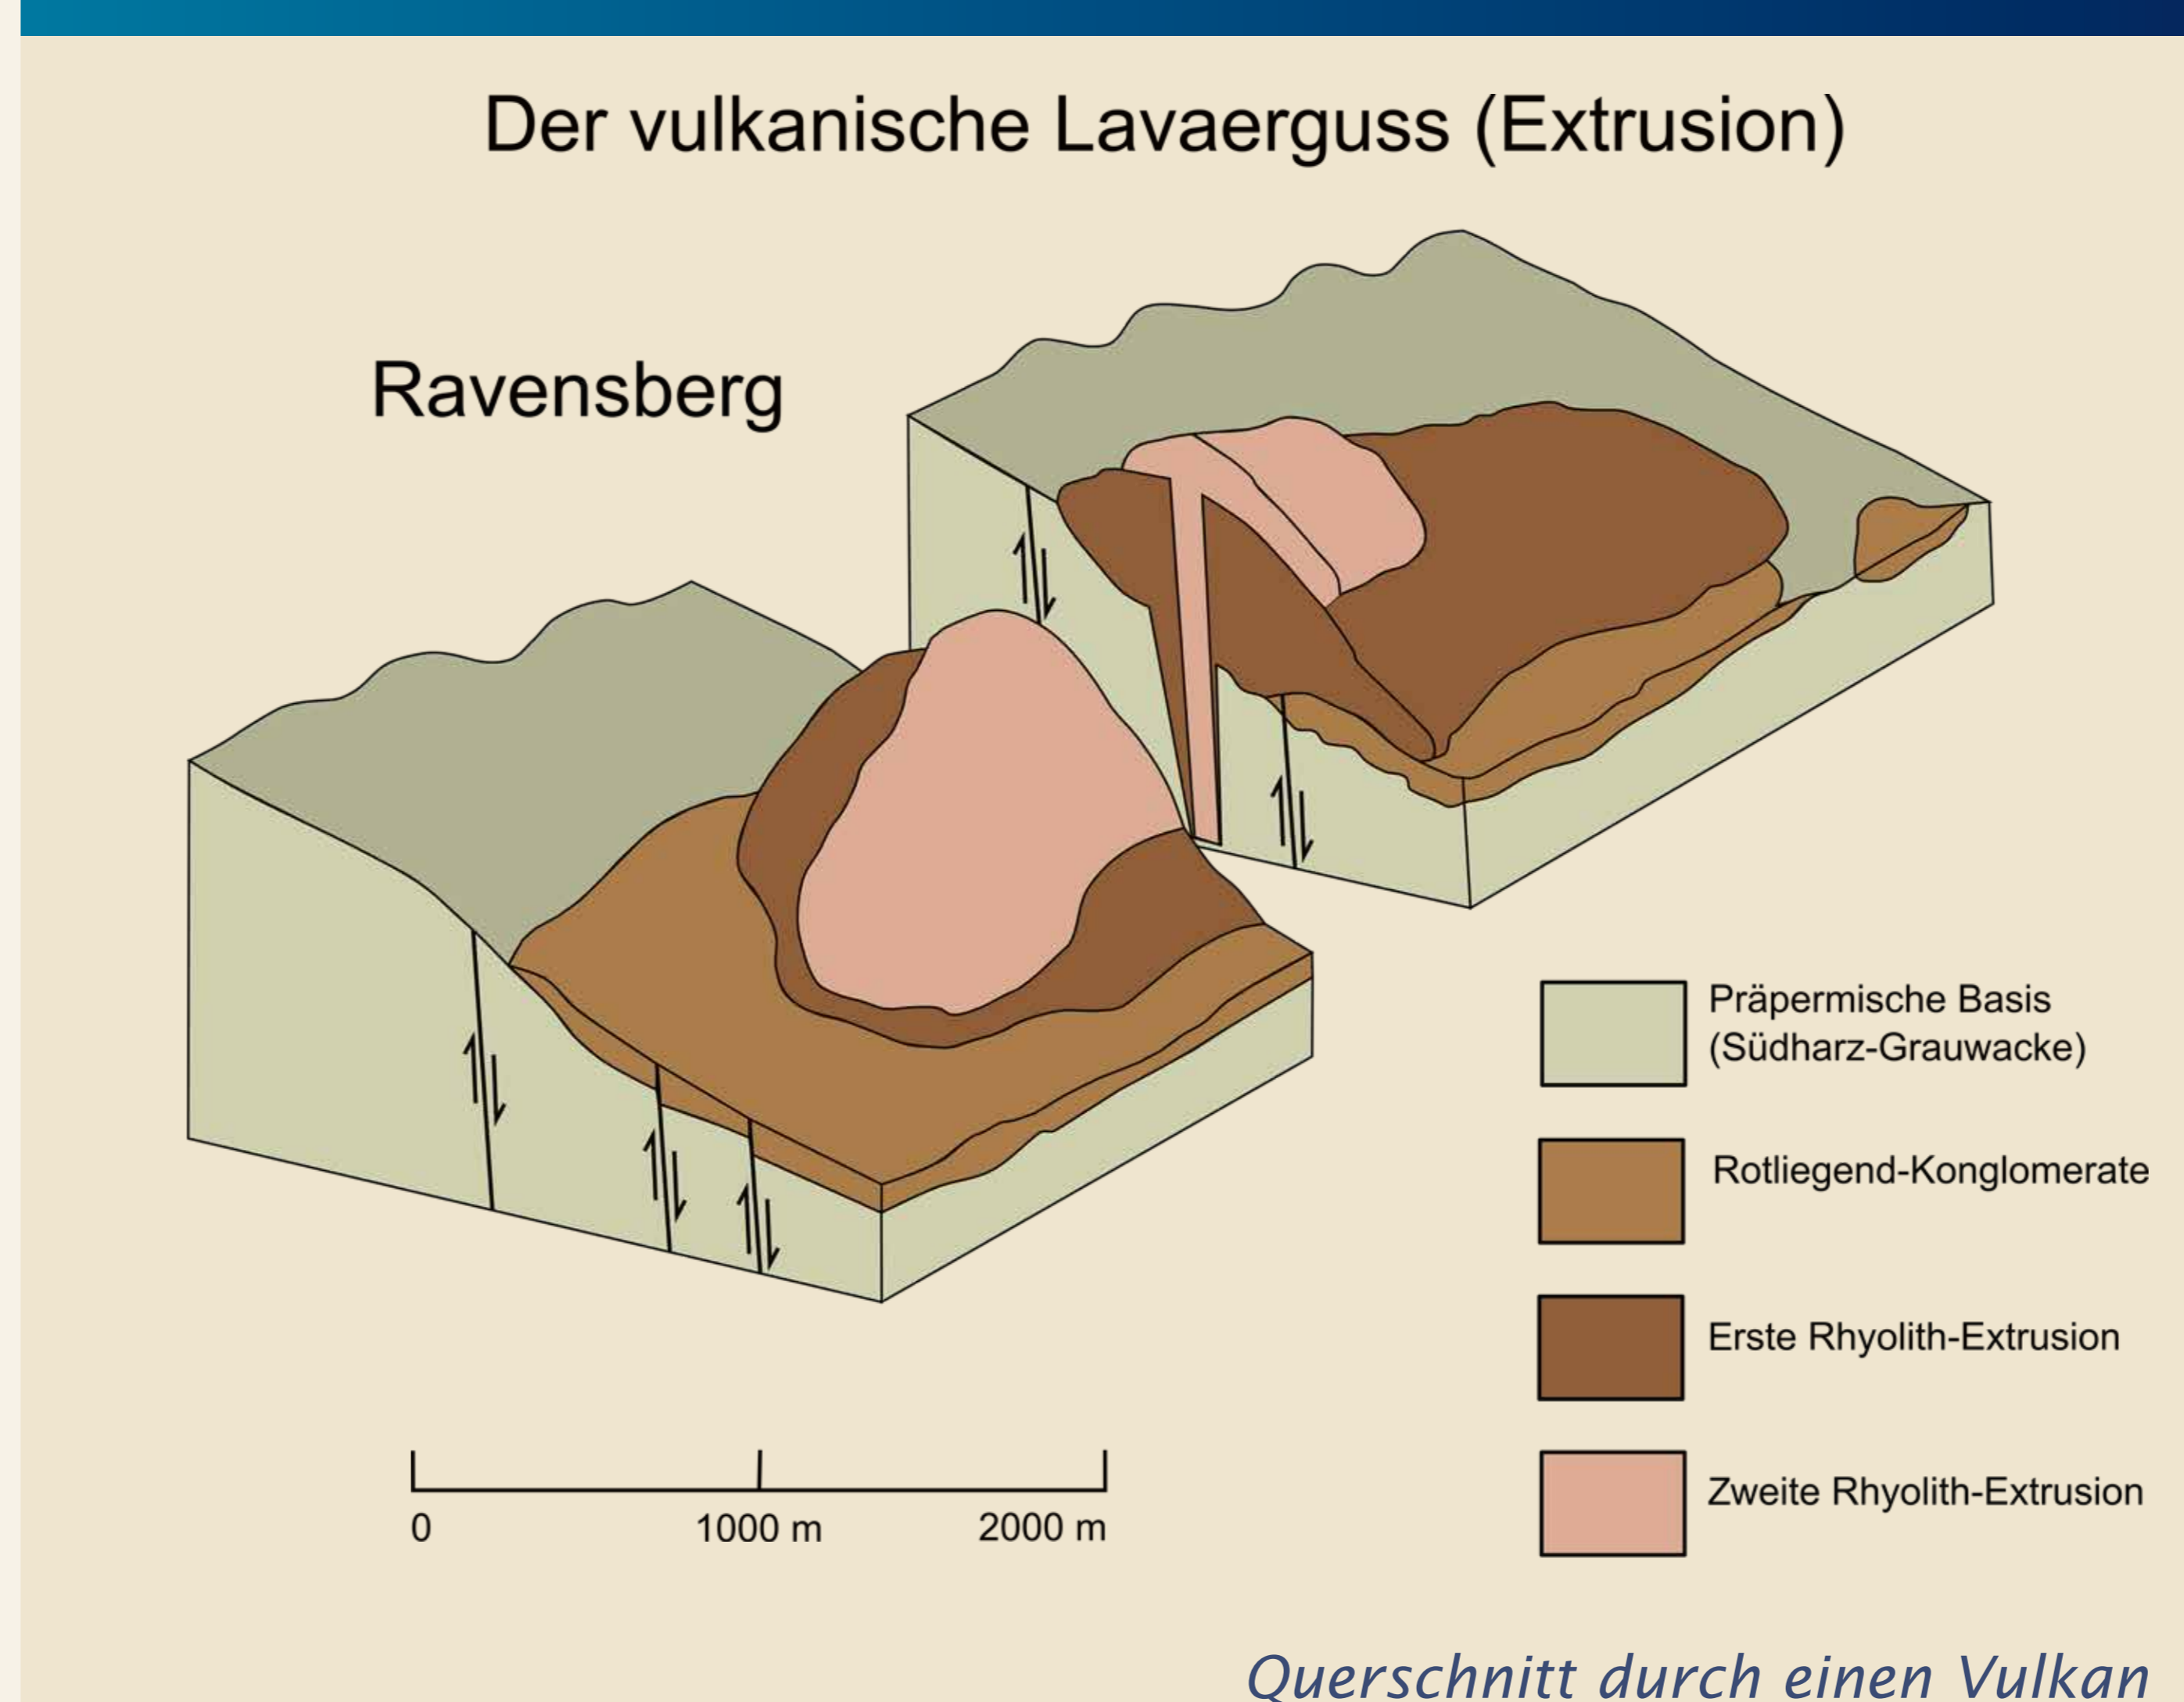 Der vulkanische Lavaerguss (Extrusion)
Ravensberg
Präpermische Basis
(Südharz-Grauwacke)
Rotliegend-Konglomerate
Erste Rhyolith-Extrusion
Zweite Rhyolith-Extrusion
0 1000 m 2000 m
Querschnitt durch einen Vulkan